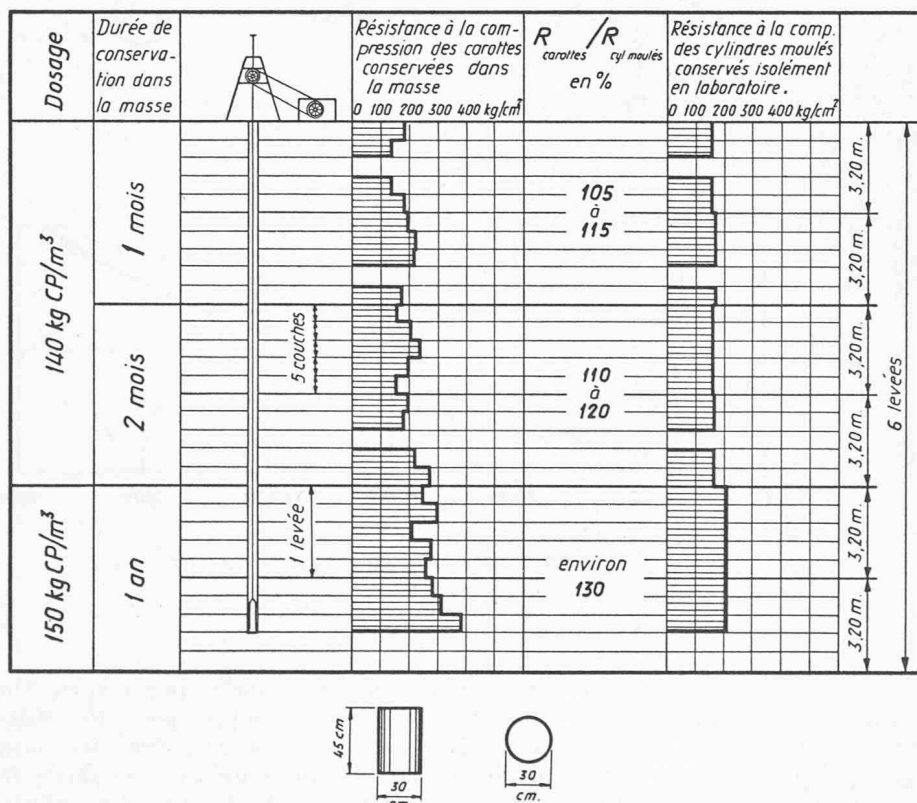 Dosage
Durée de
conserva-
tion dans
la masse
Résistance à la com-
pression des carottes
conservées dans
la masse
0 100 200 300 400 kg/cm²
R carottes / R cyl moulés
en %
Résistance à la comp.
des cylindres moulés
conservés isolément
en laboratoire.
0 100 200 300 400 kg/cm²
140 kg CP/m³
1 mois
105
à
115
3,20 m.
3,20 m.
2 mois
5 couches
110
à
120
3,20 m.
3,20 m.
6 levées
150 kg CP/m³
1 an
1 levée
environ
130
3,20 m.
3,20 m.
45 cm
30
cm
30
cm.